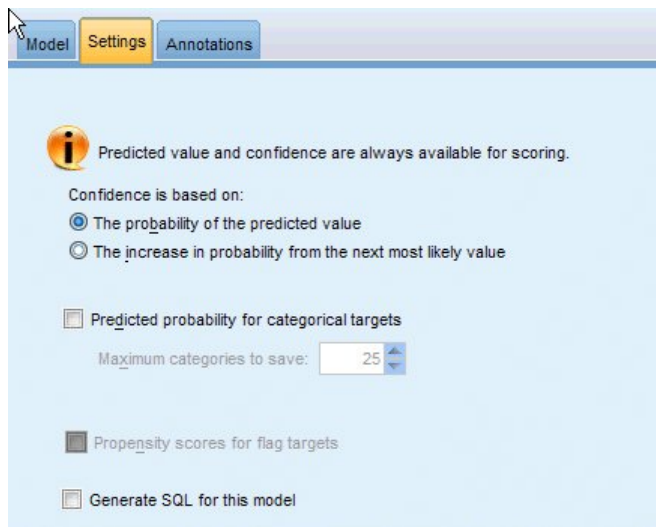 Model Settings Annotations
Predicted value and confidence are always available for scoring.
Confidence is based on:
The probability of the predicted value
The increase in probability from the next most likely value
Predicted probability for categorical targets
Maximum categories to save: 25
Propensity scores for flag targets
Generate SQL for this model